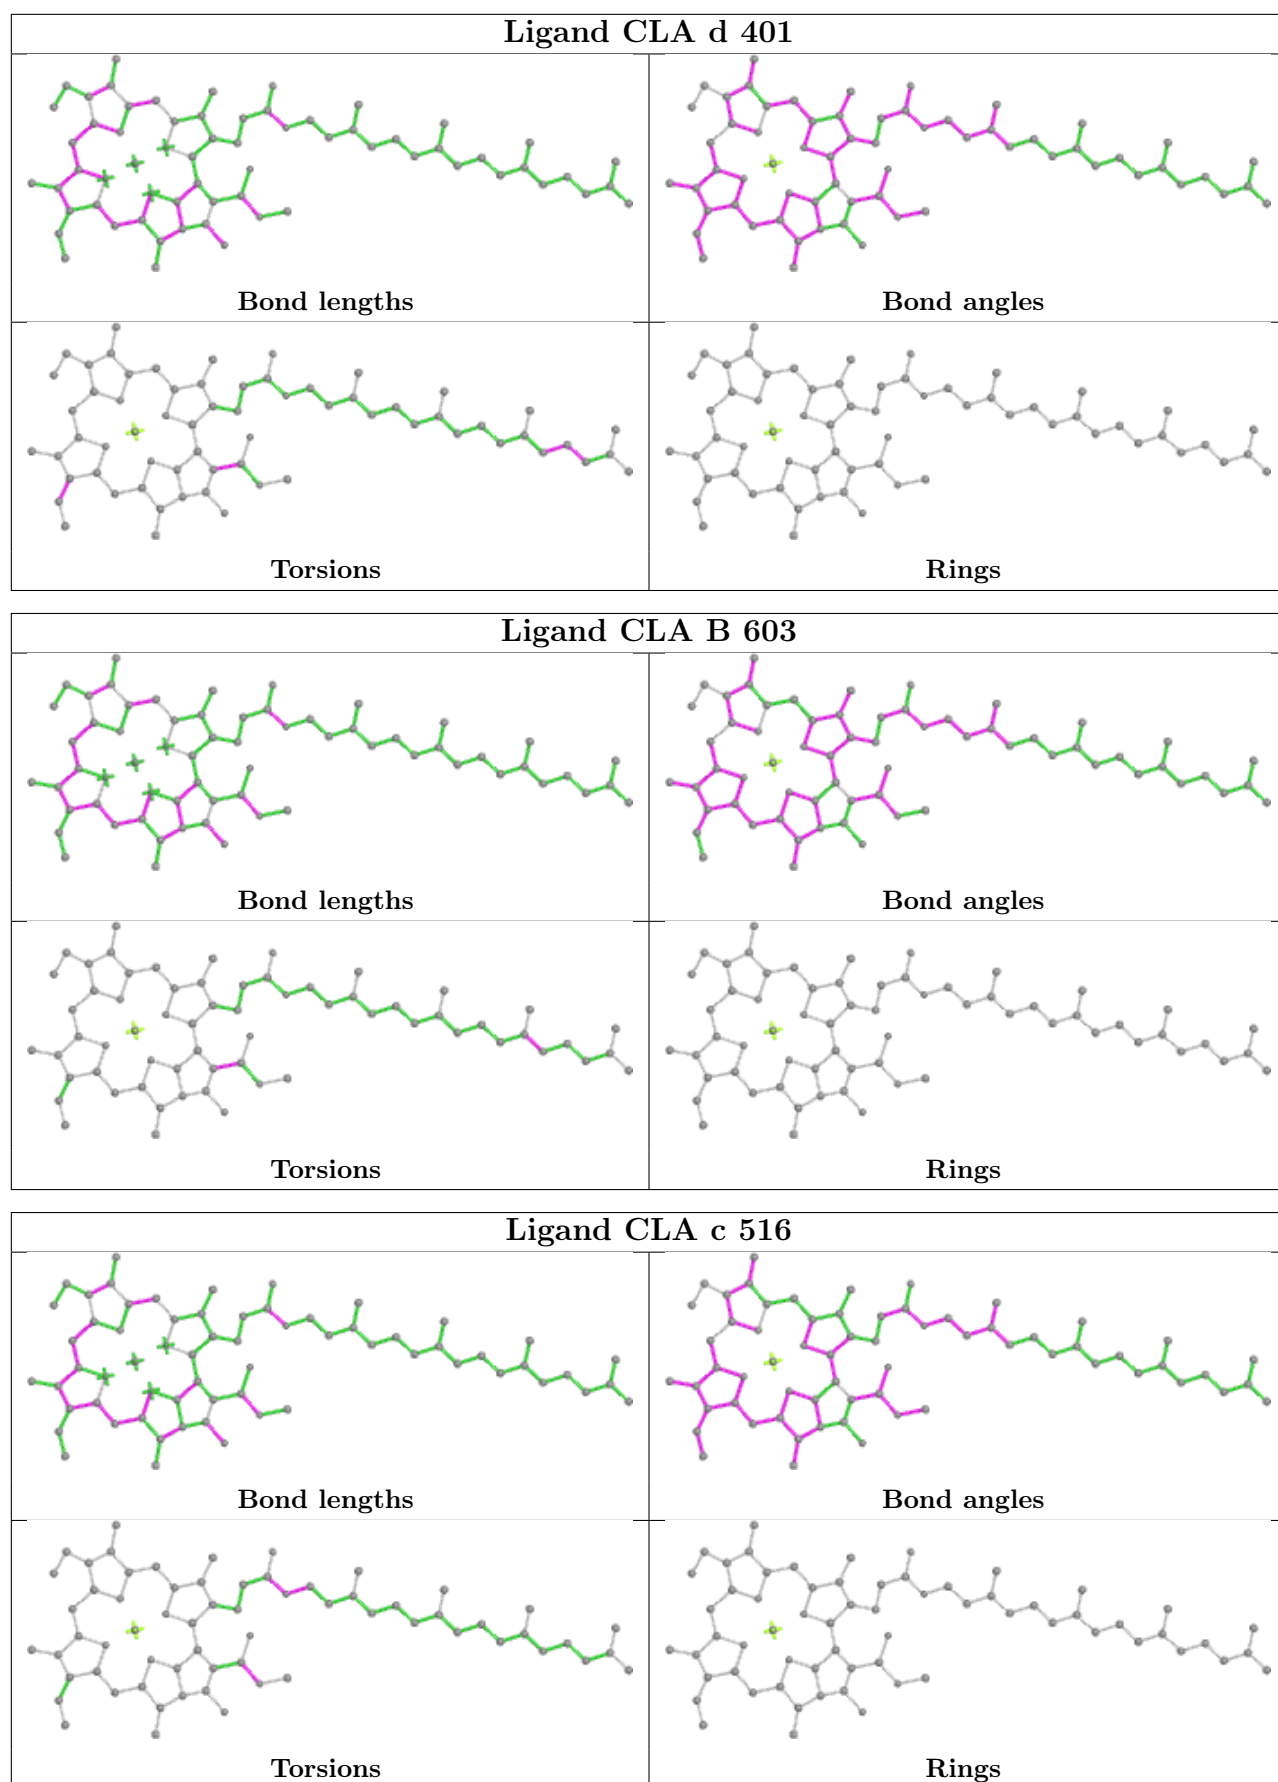 Ligand CLA d 401
Bond lengths
Bond angles
Torsions
Rings
Ligand CLA B 603
Bond lengths
Bond angles
Torsions
Rings
Ligand CLA c 516
Bond lengths
Bond angles
Torsions
Rings